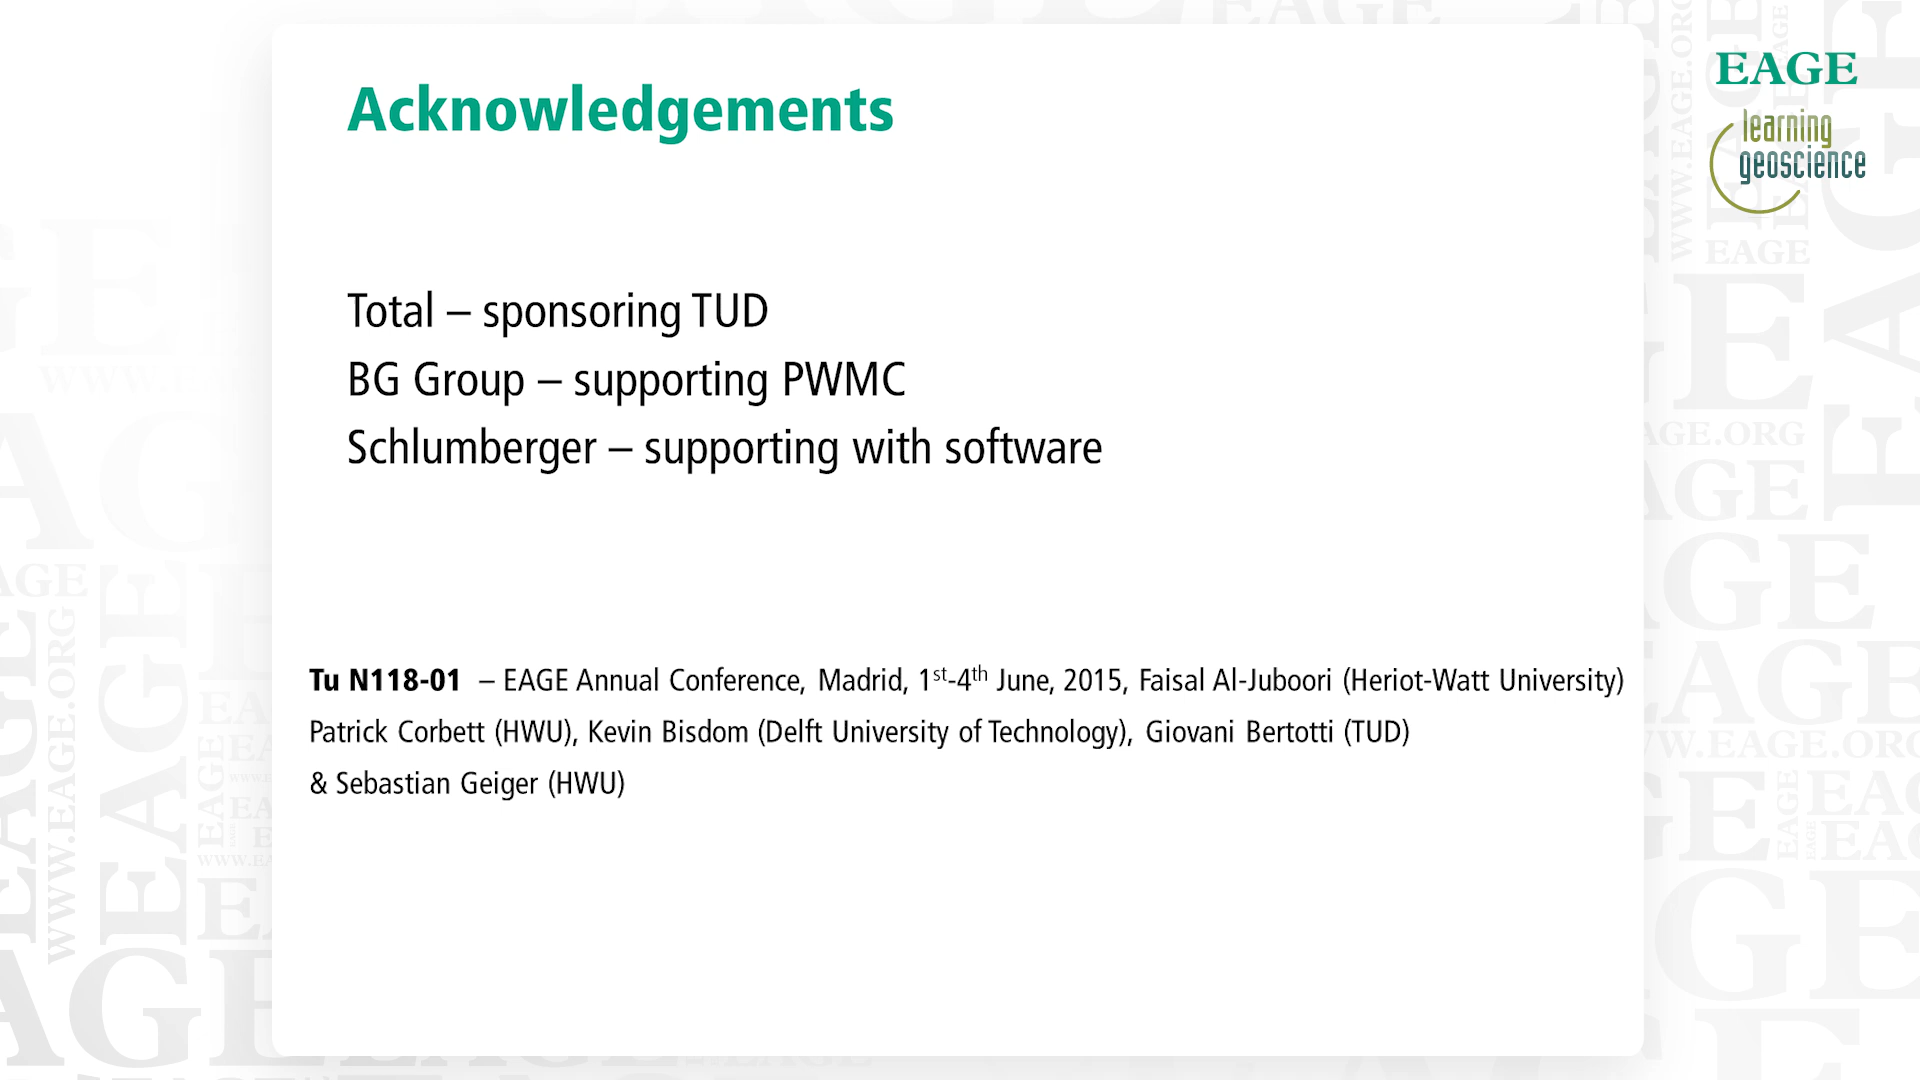 Acknowledgements
EAGE
learning
geoscience
Total – sponsoring TUD
BG Group – supporting PWMC
Schlumberger – supporting with software
Tu N118-01 – EAGE Annual Conference, Madrid, 1st-4th June, 2015, Faisal Al-Juboori (Heriot-Watt University)
Patrick Corbett (HWU), Kevin Bisdom (Delft University of Technology), Giovani Bertotti (TUD)
& Sebastian Geiger (HWU)